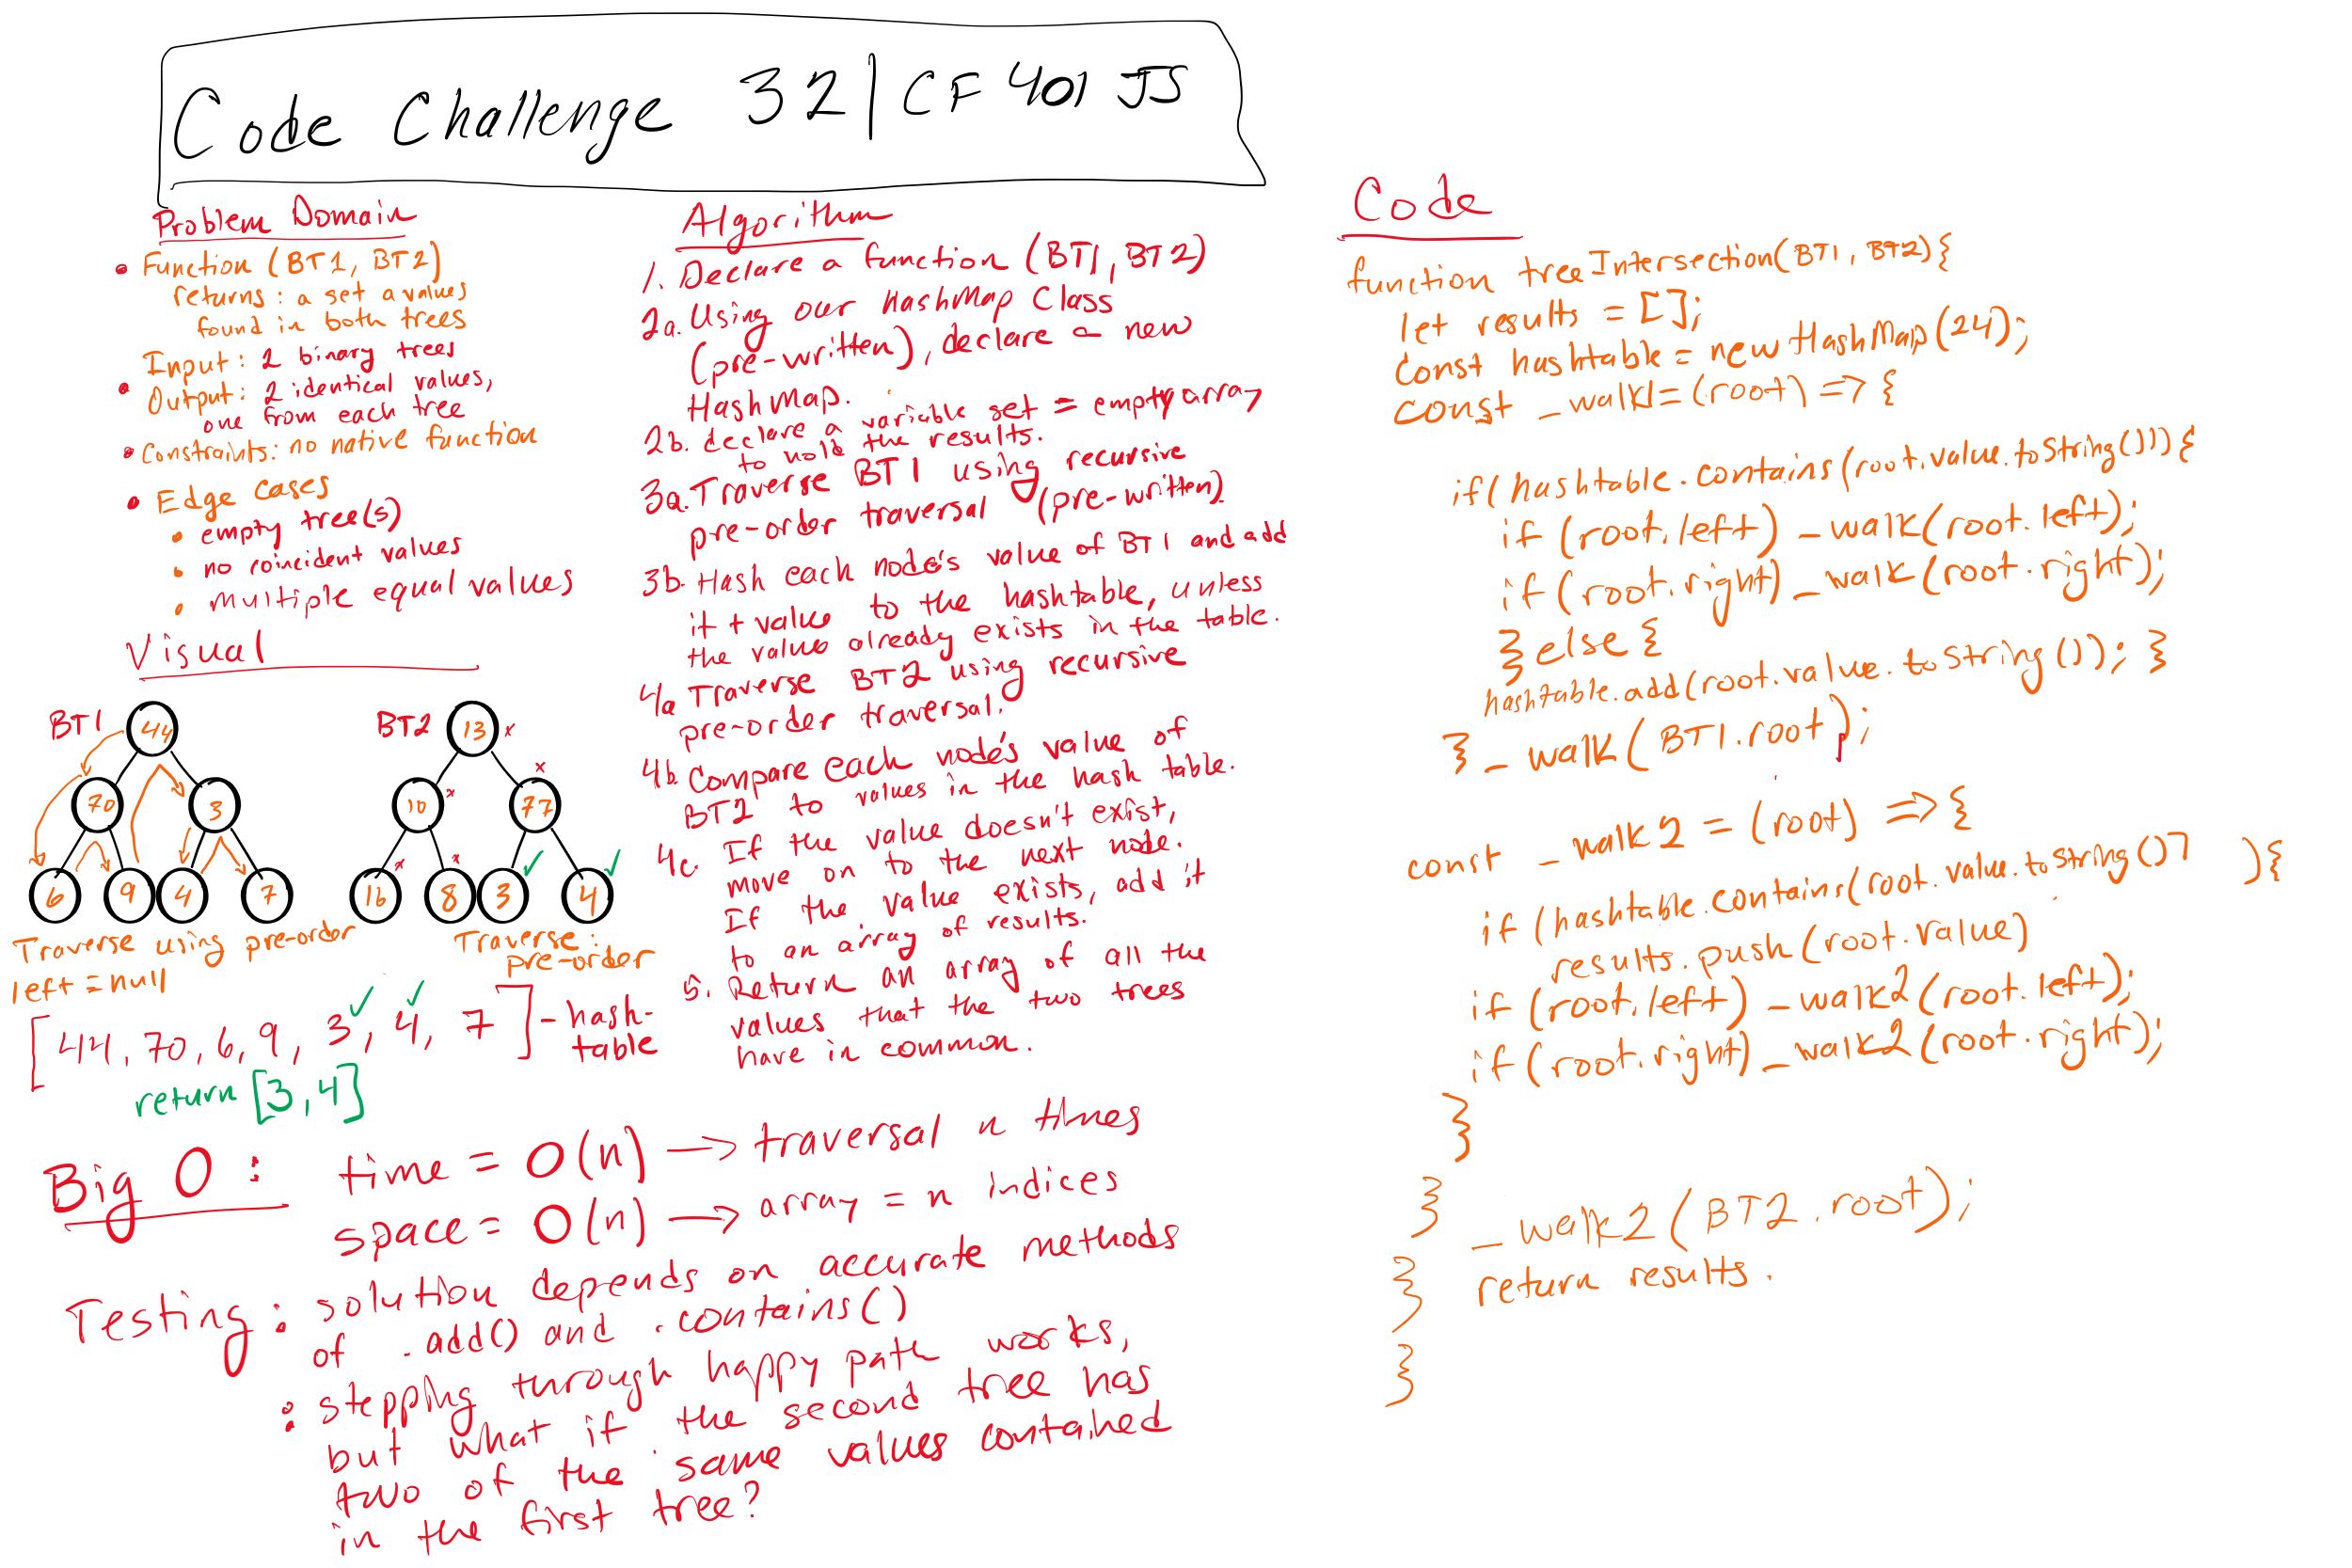 Code Challenge 32 | CF 401 JS
Problem Domain
• Function (BT1, BT2)
returns: a set a values
found in both trees
Input: 2 binary trees
• Output: 2 identical values,
one from each tree
• Constraints: no native function
• Edge cases
• empty tree(s)
• no coincident values
• multiple equal values
Visual
BT1
44
70
3
6
9
4
7
Traverse using pre-order
left = null
BT2
13 x
10 x
77 x
16 x
8 x
3 ✓
4 ✓
Traverse:
pre-order
[44, 70, 6, 9, 3✓, 4✓, 7] - hash-
table
return [3, 4]
Algorithm
1. Declare a function (BT1, BT2)
2a. Using our HashMap Class
(pre-written), declare a new
HashMap.
2b. declare a variable set = empty array
to hold the results.
3a. Traverse BT1 using recursive
pre-order traversal (pre-written)
3b. Hash each node's value of BT1 and add
it + value to the hashtable, unless
the value already exists in the table.
4a Traverse BT2 using recursive
pre-order traversal.
4b. Compare each node's value of
BT2 to values in the hash table.
4c. If the value doesn't exist,
move on to the next node.
If the value exists, add it
to an array of results.
5. Return an array of all the
values that the two trees
have in common.
Big O: time = O(n) → traversal n times
space = O(n) → array = n indices
Testing: solution depends on accurate methods
of .add() and .contains()
: stepping through happy path works,
but what if the second tree has
two of the same values contained
in the first tree?
Code
function treeIntersection(BT1, BT2){
let results = [];
const hashtable = new HashMap(24);
const _walk1=(root) => {
if(hashtable.contains(root.value.toString())){
if (root.left) _walk(root.left);
if(root.right) _walk(root.right);
} else {
hashtable.add(root.value.toString()); }
} _walk(BT1.root);
const _walk2 = (root) => {
if (hashtable.contains(root.value.toString()) ){
results.push(root.value)
if (root.left) _walk2(root.left);
if(root.right) _walk2(root.right);
}
} _walk2(BT2.root);
} return results.
}